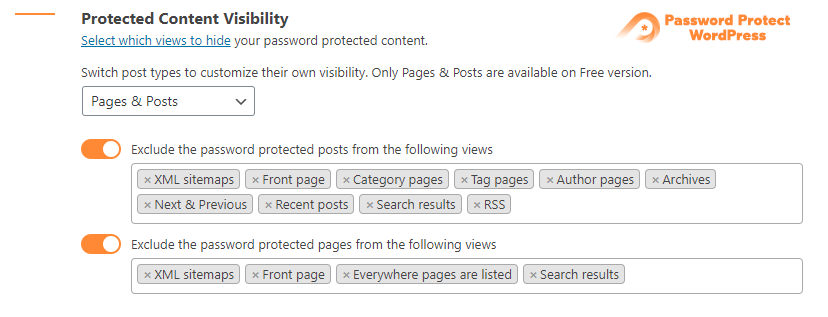 Protected Content Visibility
Password Protect
WordPress
Select which views to hide your password protected content.
Switch post types to customize their own visibility. Only Pages & Posts are available on Free version.
Pages & Posts
Exclude the password protected posts from the following views
× XML sitemaps × Front page × Category pages × Tag pages × Author pages × Archives
× Next & Previous × Recent posts × Search results × RSS
Exclude the password protected pages from the following views
× XML sitemaps × Front page × Everywhere pages are listed × Search results